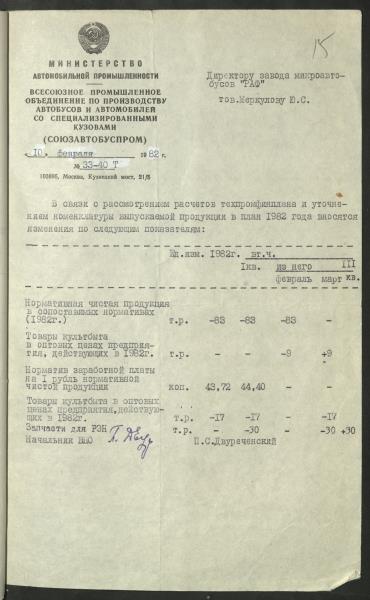 15
МИНИСТЕРСТВО
АВТОМОБИЛЬНОЙ ПРОМЫШЛЕННОСТИ
ВСЕСОЮЗНОЕ ПРОМЫШЛЕННОЕ
ОБЪЕДИНЕНИЕ ПО ПРОИЗВОДСТВУ
АВТОБУСОВ И АВТОМОБИЛЕЙ
СО СПЕЦИАЛИЗИРОВАННЫМИ
КУЗОВАМИ
(СОЮЗАВТОБУСПРОМ)
«10» февраля 1982 г.
№ 33-40 Т
103895, Москва, Кузнецкий мост, 21/5
Директору завода микроавто-
бусов "РАФ"
тов.Меркулову Ю.С.
В связи с рассмотрением расчетов техпромфинплана и уточне-
нием номенклатуры выпускаемой продукции в план 1982 года вносятся
изменения по следующим показателям:
Ед.изм. 1982г. вт.ч.
Iкв. из него III
февраль март кв.
Нормативная чистая продукция
в сопоставимых нормативах
(1982г.) т.р. -83 -83 -83 -
Товары культбыта
в оптовых ценах предприя-
тия, действующих в 1982г. т.р. - - -9 +9
Норматив заработной платы
на I рубль нормативной
чистой продукции коп. 43,72 44,40 - -
Товары культбыта в оптовых
ценах предприятия,действую-
щих в 1982г. т.р. -17 -17 - -17
Запчасти для РЭН т.р. - -30 - -30 +30
Начальник ВПО П.С.Двуреченский